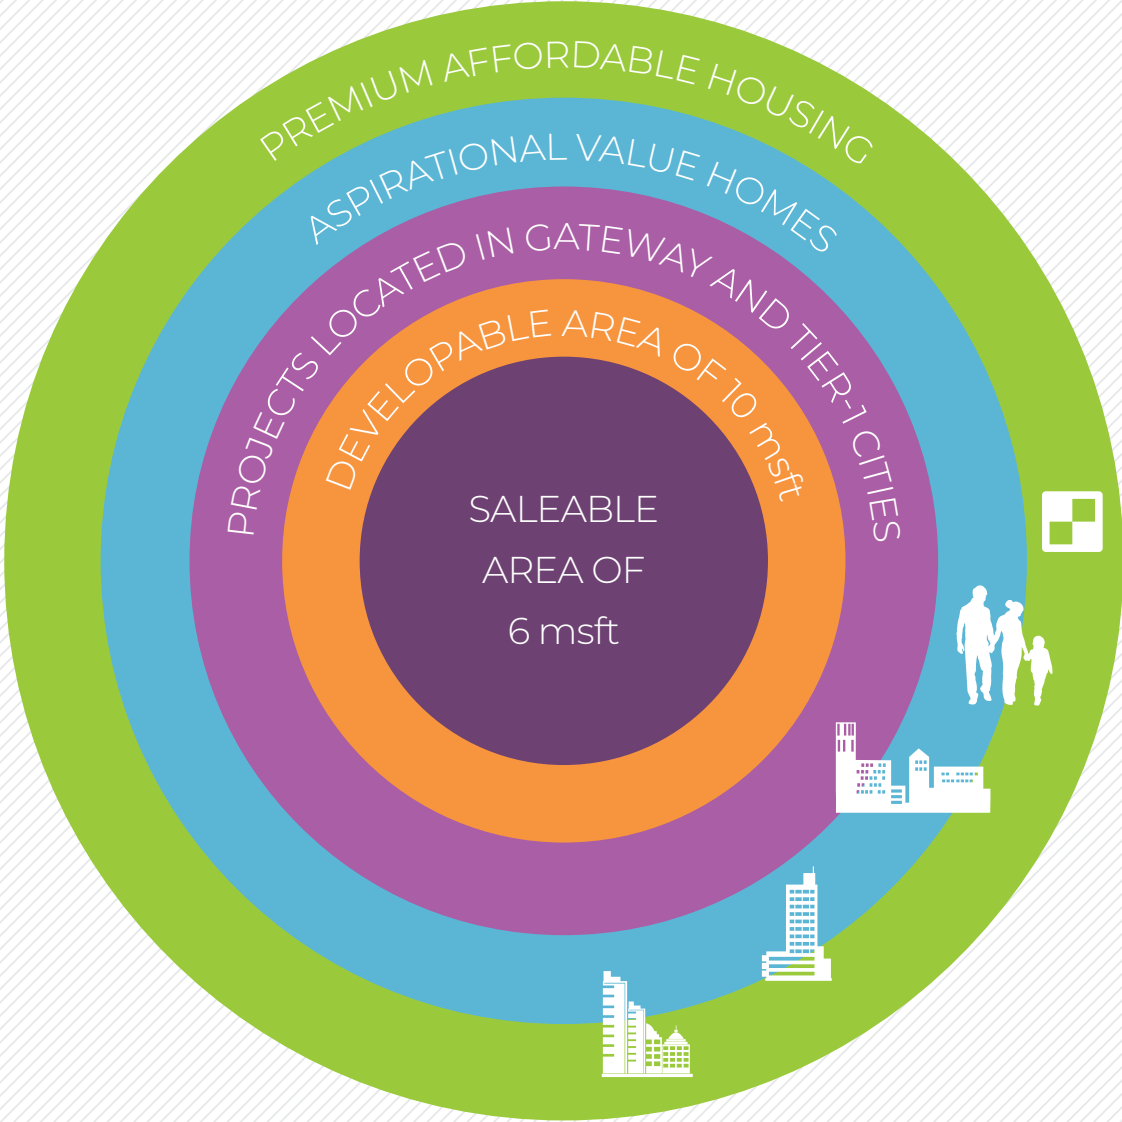 PREMIUM AFFORDABLE HOUSING
ASPIRATIONAL VALUE HOMES
PROJECTS LOCATED IN GATEWAY AND TIER-1 CITIES
DEVELOPABLE AREA OF 10 msft
SALEABLE
AREA OF
6 msft